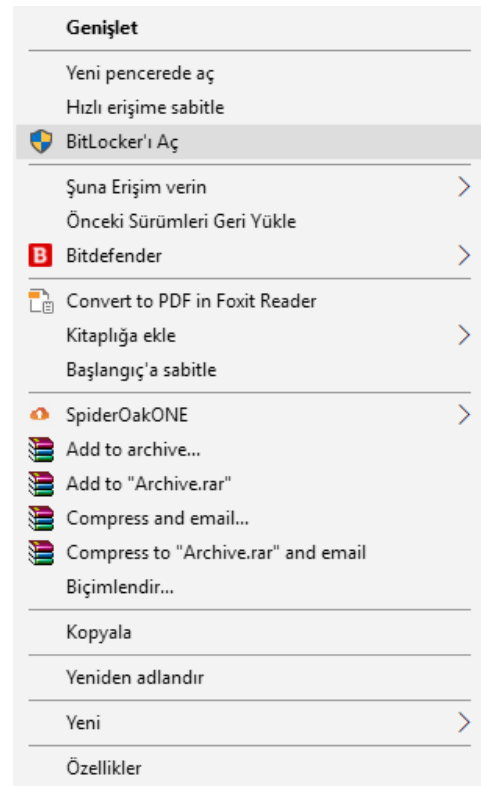 Genişlet
Yeni pencerede aç
Hızlı erişime sabitle
BitLocker'ı Aç
Şuna Erişim verin
Önceki Sürümleri Geri Yükle
B Bitdefender
Convert to PDF in Foxit Reader
Kitaplığa ekle
Başlangıç'a sabitle
SpiderOakONE
Add to archive...
Add to "Archive.rar"
Compress and email...
Compress to "Archive.rar" and email
Biçimlendir...
Kopyala
Yeniden adlandır
Yeni
Özellikler